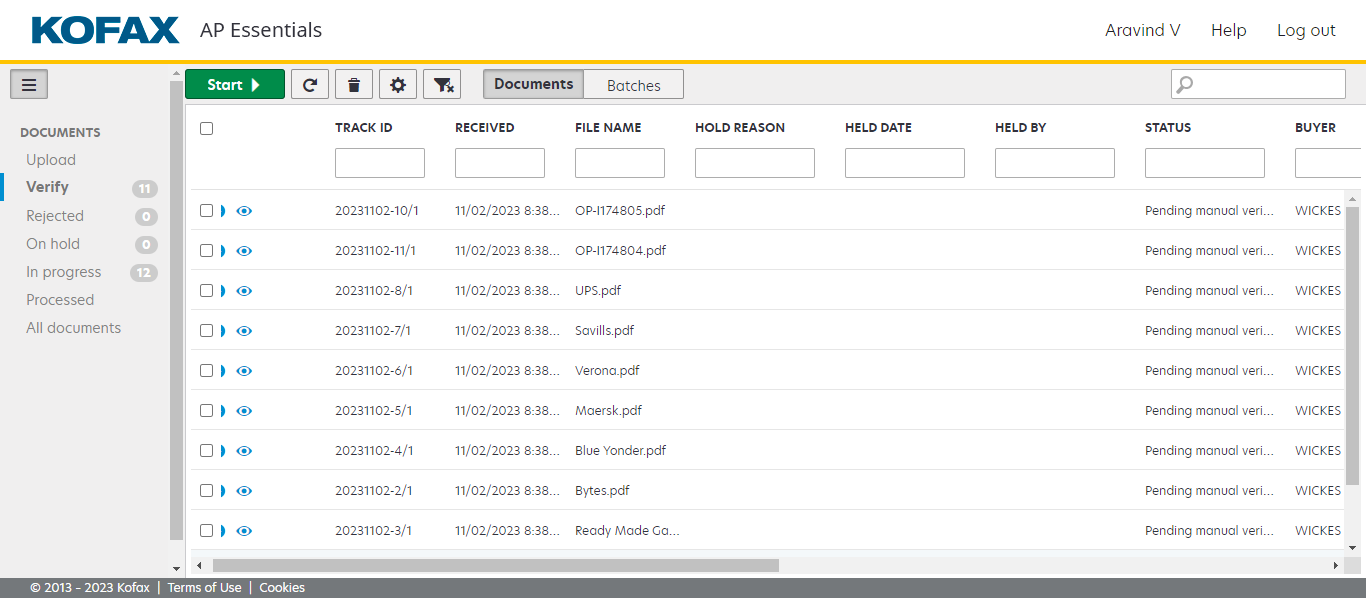 KOFAX AP Essentials Aravind V Help Log out
Start Documents Batches
DOCUMENTS
Upload
Verify 11
Rejected 0
On hold 0
In progress 12
Processed
All documents
TRACK ID RECEIVED FILE NAME HOLD REASON HELD DATE HELD BY STATUS BUYER
20231102-10/1 11/02/2023 8:38... OP-I174805.pdf Pending manual veri... WICKES
20231102-11/1 11/02/2023 8:38... OP-I174804.pdf Pending manual veri... WICKES
20231102-8/1 11/02/2023 8:38... UPS.pdf Pending manual veri... WICKES
20231102-7/1 11/02/2023 8:38... Savills.pdf Pending manual veri... WICKES
20231102-6/1 11/02/2023 8:38... Verona.pdf Pending manual veri... WICKES
20231102-5/1 11/02/2023 8:38... Maersk.pdf Pending manual veri... WICKES
20231102-4/1 11/02/2023 8:38... Blue Yonder.pdf Pending manual veri... WICKES
20231102-2/1 11/02/2023 8:38... Bytes.pdf Pending manual veri... WICKES
20231102-3/1 11/02/2023 8:38... Ready Made Ga... Pending manual veri... WICKES
© 2013 - 2023 Kofax | Terms of Use | Cookies